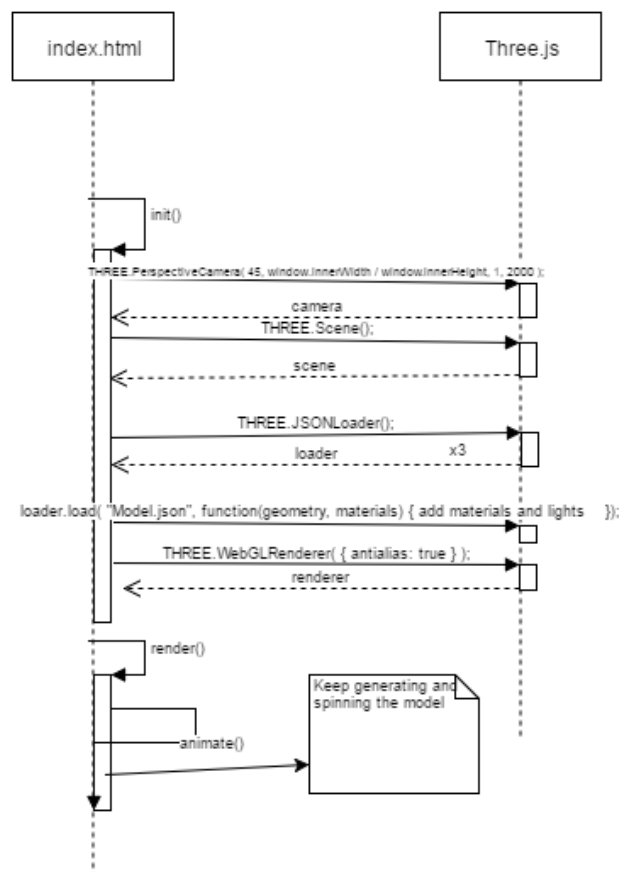 index.html
Three.js
init()
THREE.PerspectiveCamera( 45, window.innerWidth / window.innerHeight, 1, 2000 );
camera
THREE.Scene();
scene
THREE.JSONLoader();
loader
x3
loader.load( "Model.json", function(geometry, materials) { add materials and lights });
THREE.WebGLRenderer( { antialias: true } );
renderer
render()
Keep generating and
spinning the model
animate()